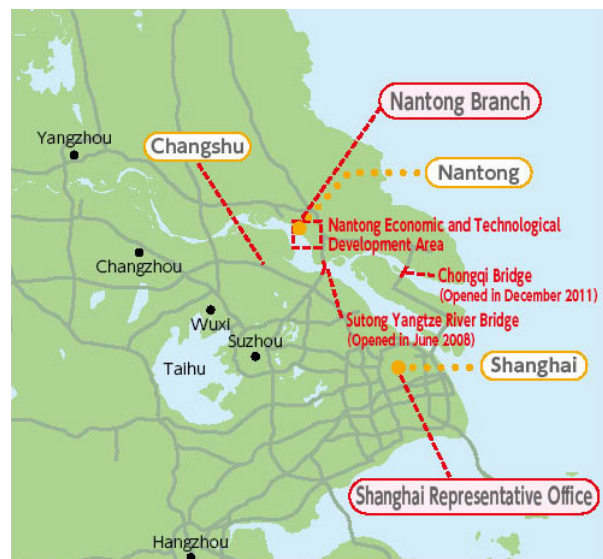 Nantong Branch
Yangzhou
Changshu
Nantong
Nantong Economic and Technological
Development Area
Changzhou
Chongqi Bridge
(Opened in December 2011)
Wuxi
Sutong Yangtze River Bridge
(Opened in June 2008)
Suzhou
Taihu
Shanghai
Shanghai Representative Office
Hangzhou